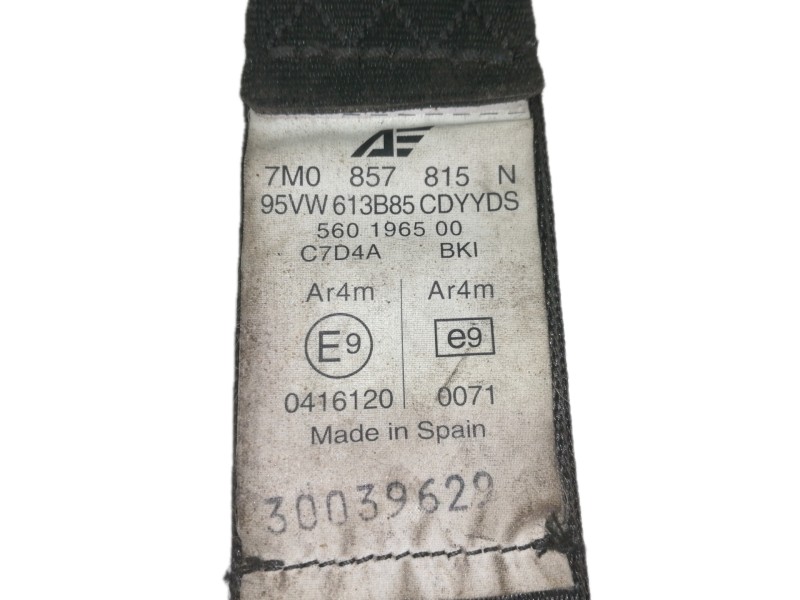 AE
7M0 857 815 N
95VW 613B85 CDYYDS
560 1965 00
C7D4A BKI
Ar4m Ar4m
E9 e9
0416120 0071
Made in Spain
30039629